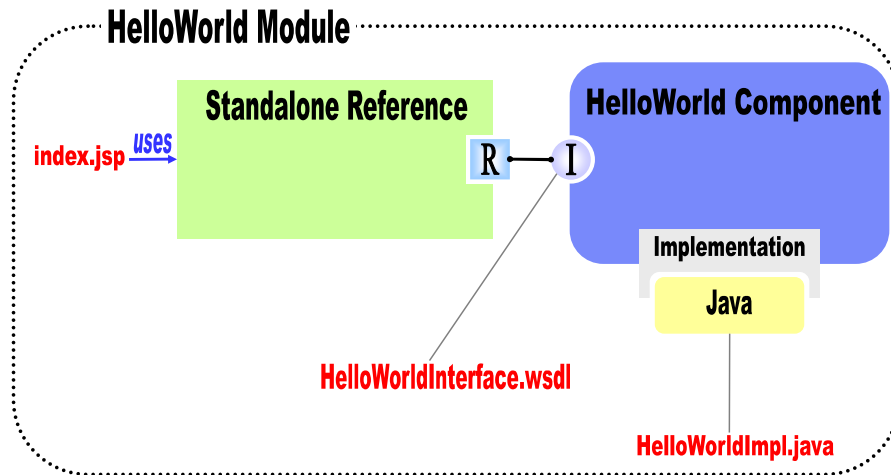 HelloWorld Module
Standalone Reference
HelloWorld Component
index.jsp
uses
R
I
Implementation
Java
HelloWorldInterface.wsdl
HelloWorldImpl.java